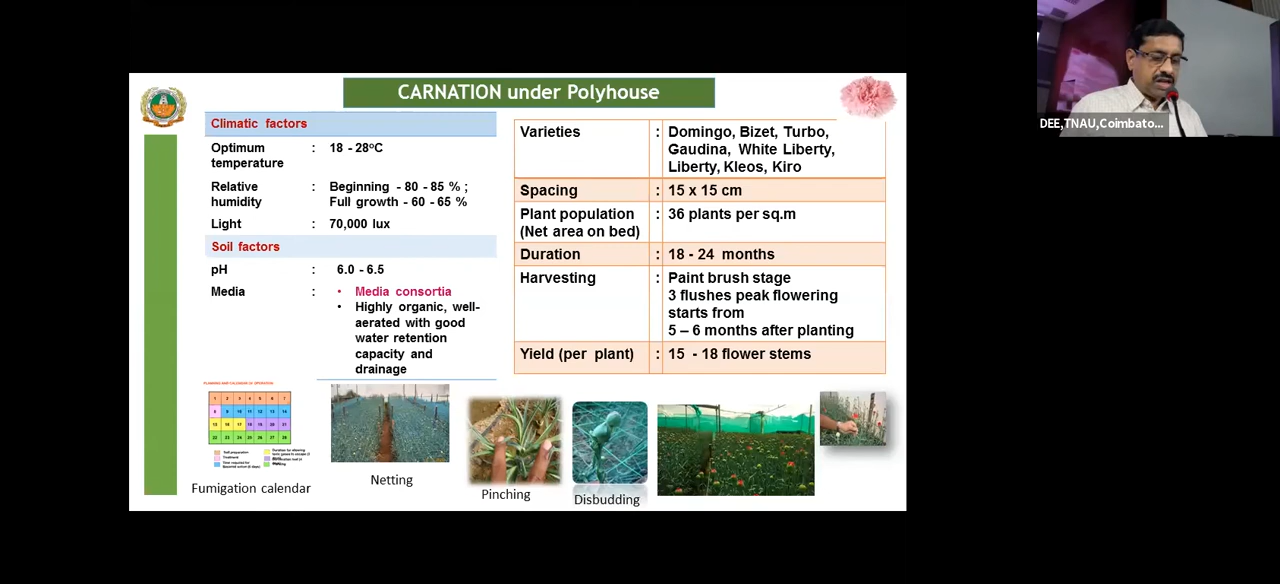 CARNATION under Polyhouse
Climatic factors
Optimum temperature : 18 - 28°C
Relative humidity : Beginning - 80 - 85 % ;
Full growth - 60 - 65 %
Light : 70,000 lux
Soil factors
pH : 6.0 - 6.5
Media : • Media consortia
• Highly organic, well-
aerated with good
water retention
capacity and
drainage
Varieties : Domingo, Bizet, Turbo,
Gaudina, White Liberty,
Liberty, Kleos, Kiro
Spacing : 15 x 15 cm
Plant population : 36 plants per sq.m
(Net area on bed)
Duration : 18 - 24 months
Harvesting : Paint brush stage
3 flushes peak flowering
starts from
5 – 6 months after planting
Yield (per plant) : 15 - 18 flower stems
Fumigation calendar
Netting
Pinching
Disbudding
DEE,TNAU,Coimbato...